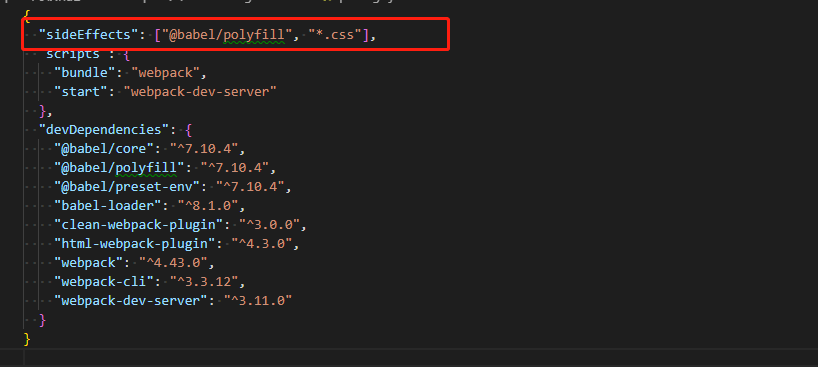 {
"sideEffects": ["@babel/polyfill", "*.css"],
"scripts": {
"bundle": "webpack",
"start": "webpack-dev-server"
},
"devDependencies": {
"@babel/core": "^7.10.4",
"@babel/polyfill": "^7.10.4",
"@babel/preset-env": "^7.10.4",
"babel-loader": "^8.1.0",
"clean-webpack-plugin": "^3.0.0",
"html-webpack-plugin": "^4.3.0",
"webpack": "^4.43.0",
"webpack-cli": "^3.3.12",
"webpack-dev-server": "^3.11.0"
}
}